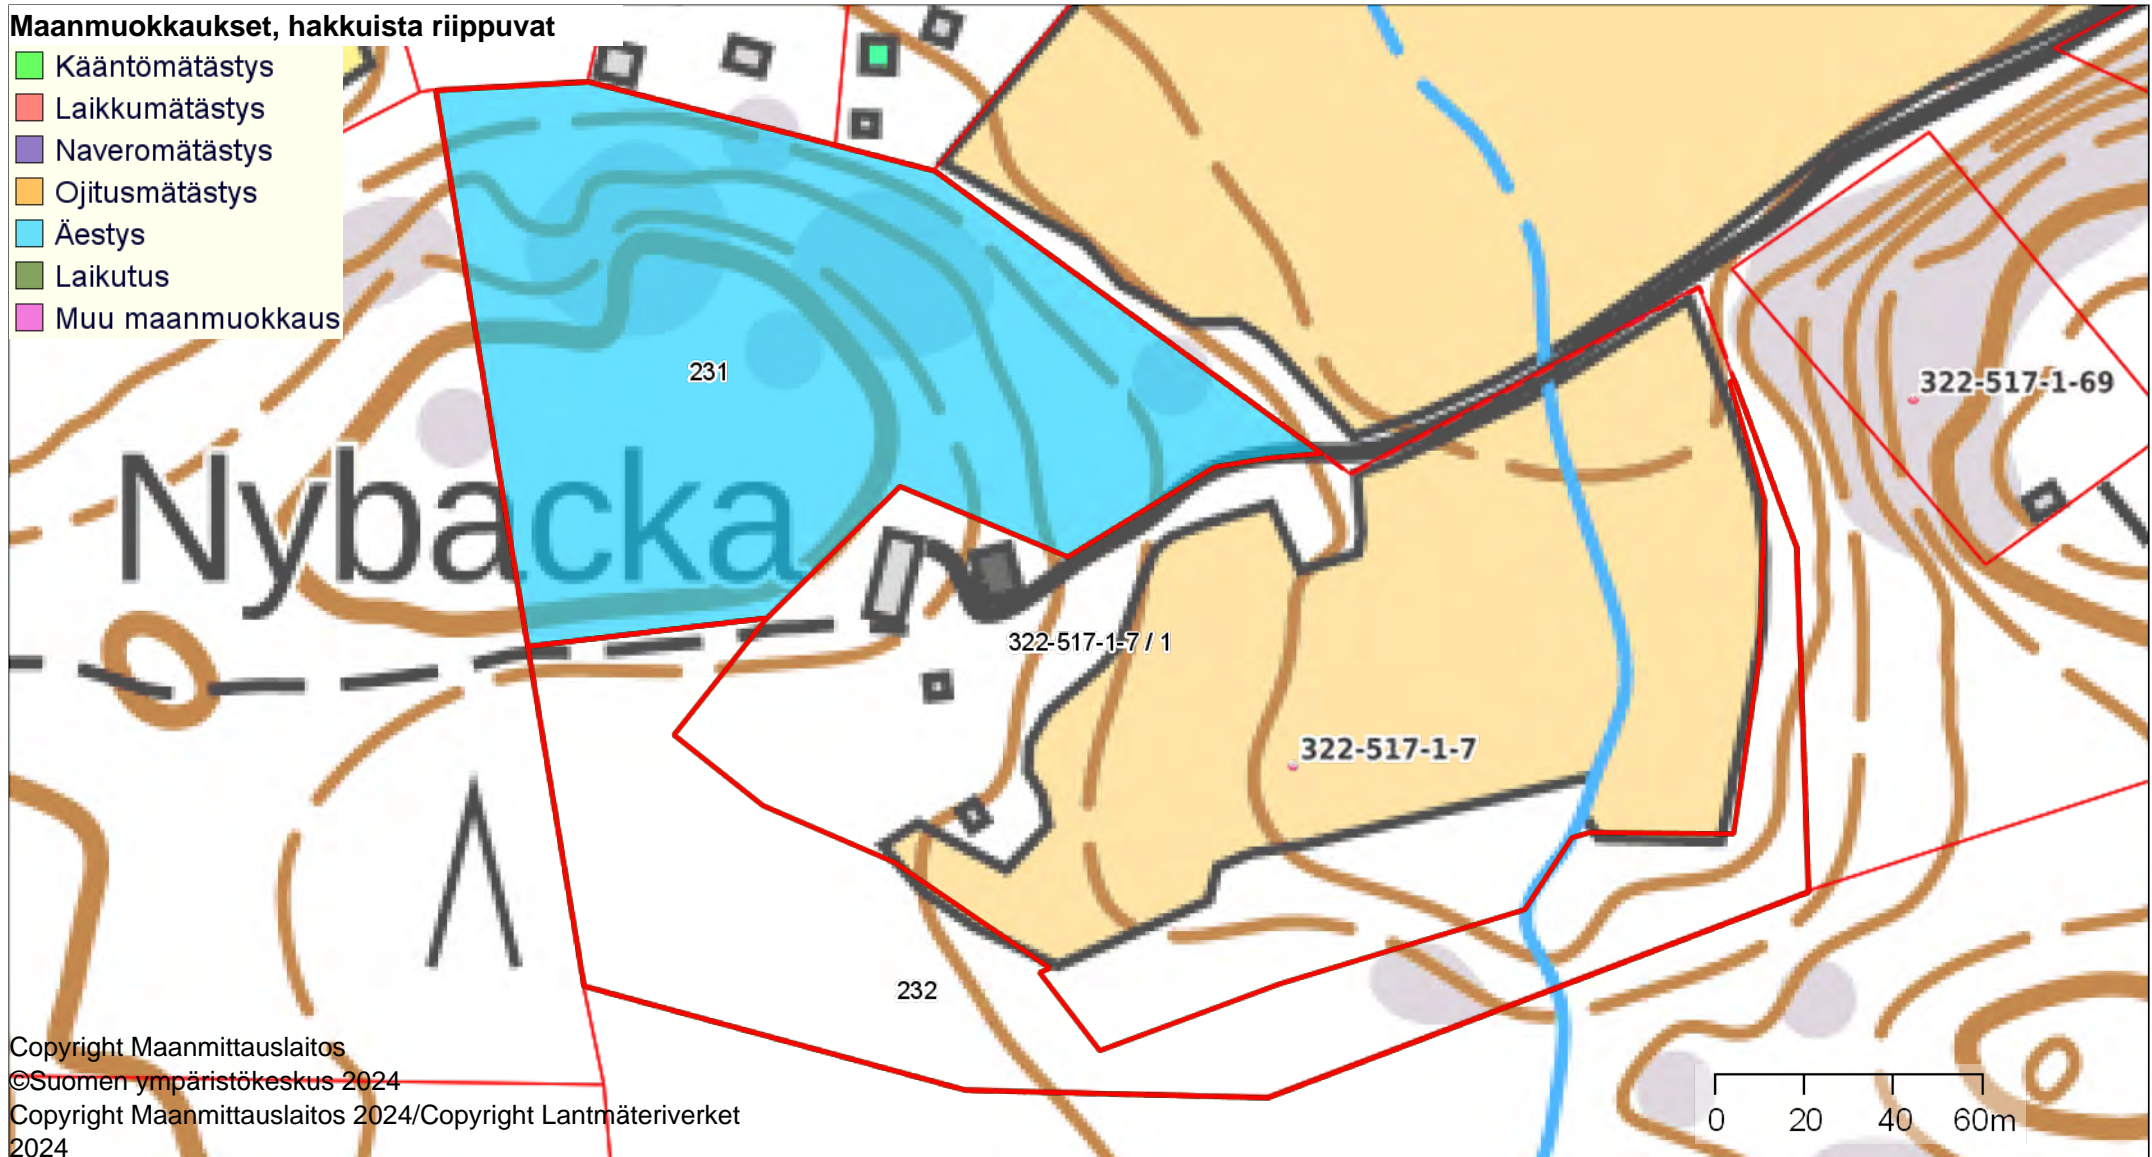 Maanmuokkaukset, hakkuista riippuvat
Kääntömätästys
Laikkumätästys
Naveromätästys
Ojitusmätästys
Äestys
Laikutus
Muu maanmuokkaus
231
322-517-1-69
Nybacka
322-517-1-7 / 1
322-517-1-7
232
Copyright Maanmittauslaitos
©Suomen ympäristökeskus 2024
Copyright Maanmittauslaitos 2024/Copyright Lantmäteriverket
2024
0 20 40 60m